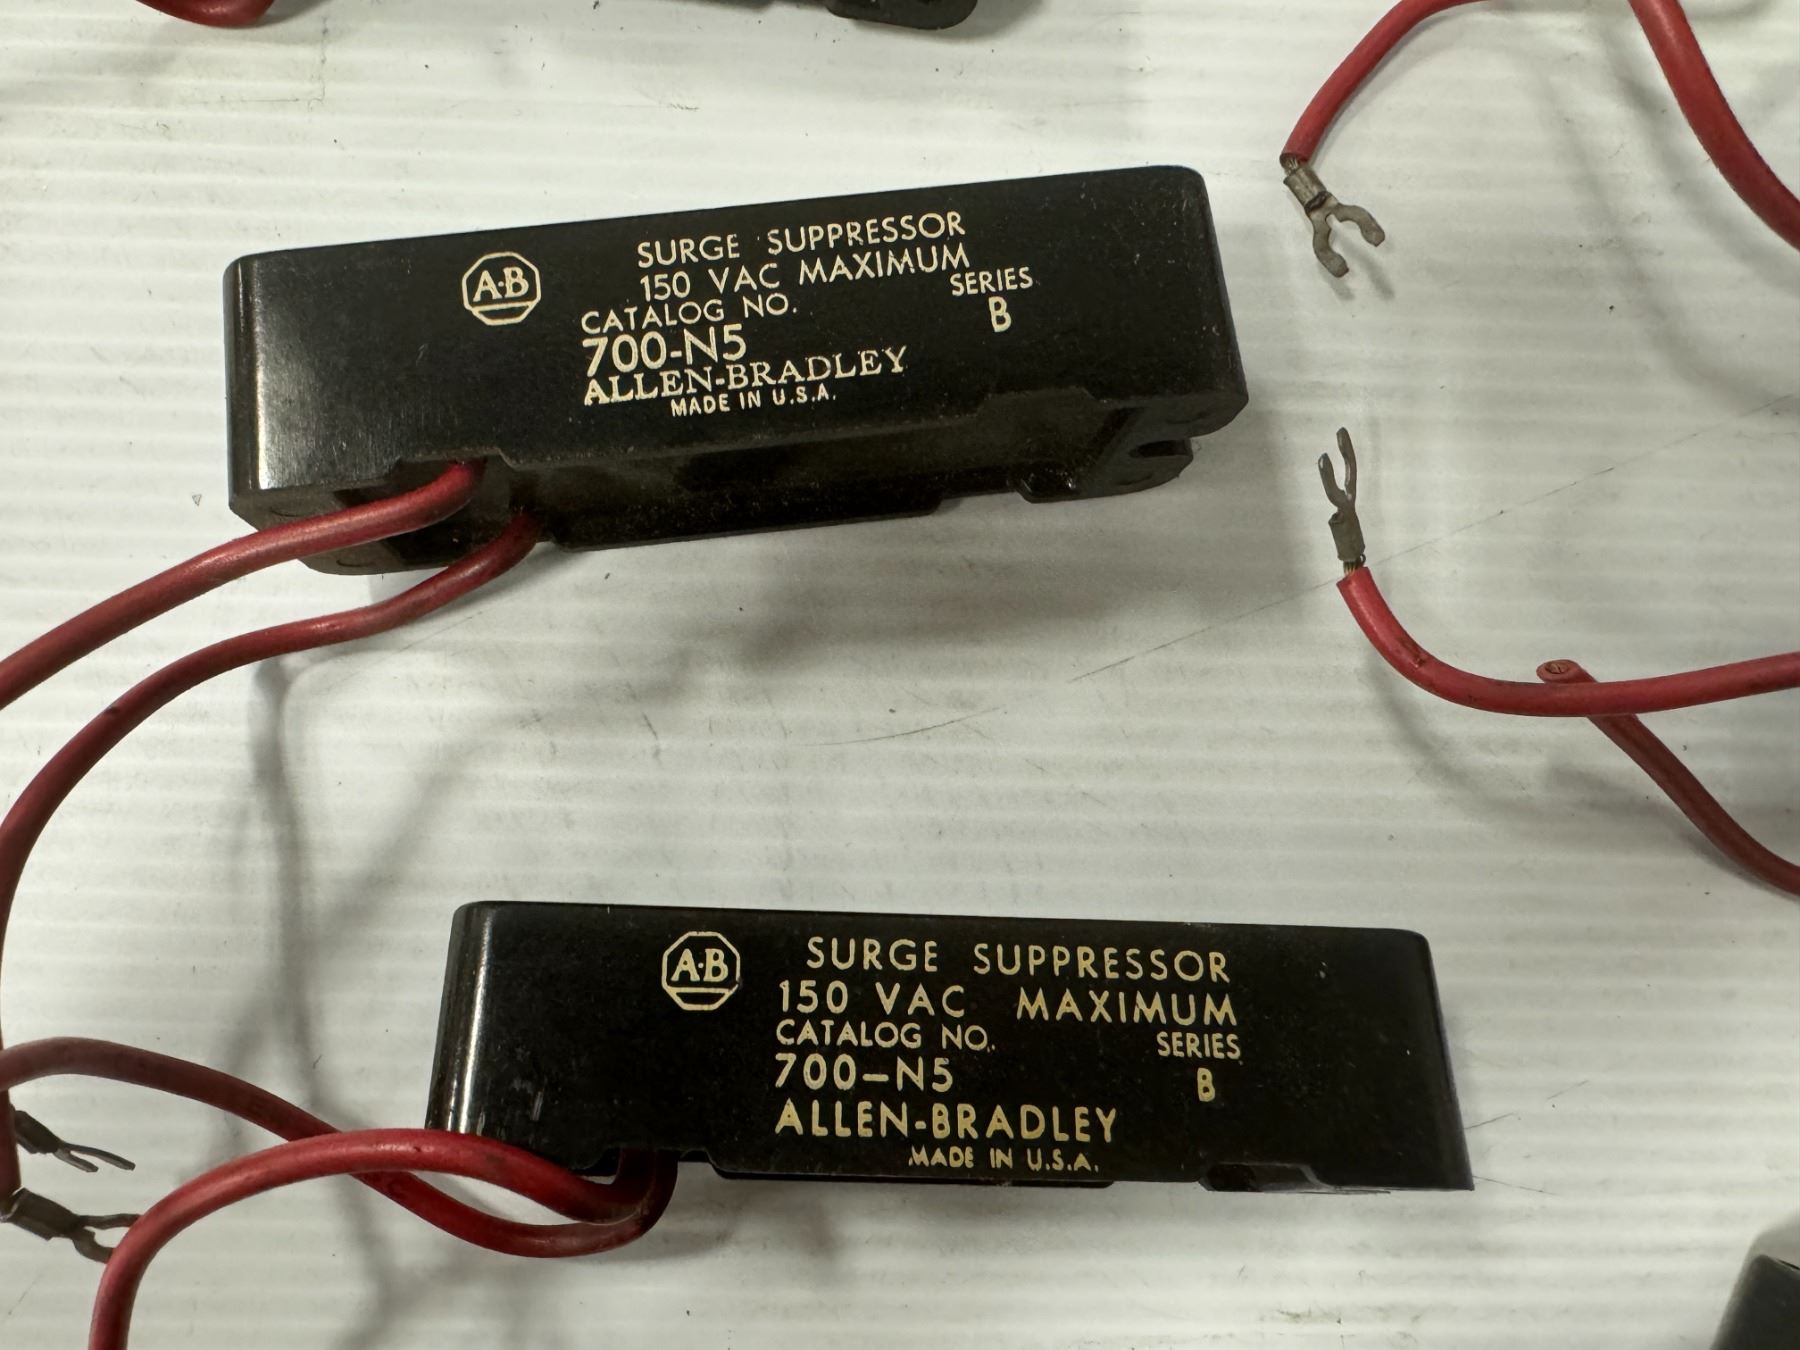 A·B
SURGE SUPPRESSOR
150 VAC MAXIMUM
CATALOG NO.
SERIES
700-N5
B
ALLEN-BRADLEY
MADE IN U.S.A.
A·B
SURGE SUPPRESSOR
150 VAC MAXIMUM
CATALOG NO.
SERIES
700-N5
B
ALLEN-BRADLEY
MADE IN U.S.A.